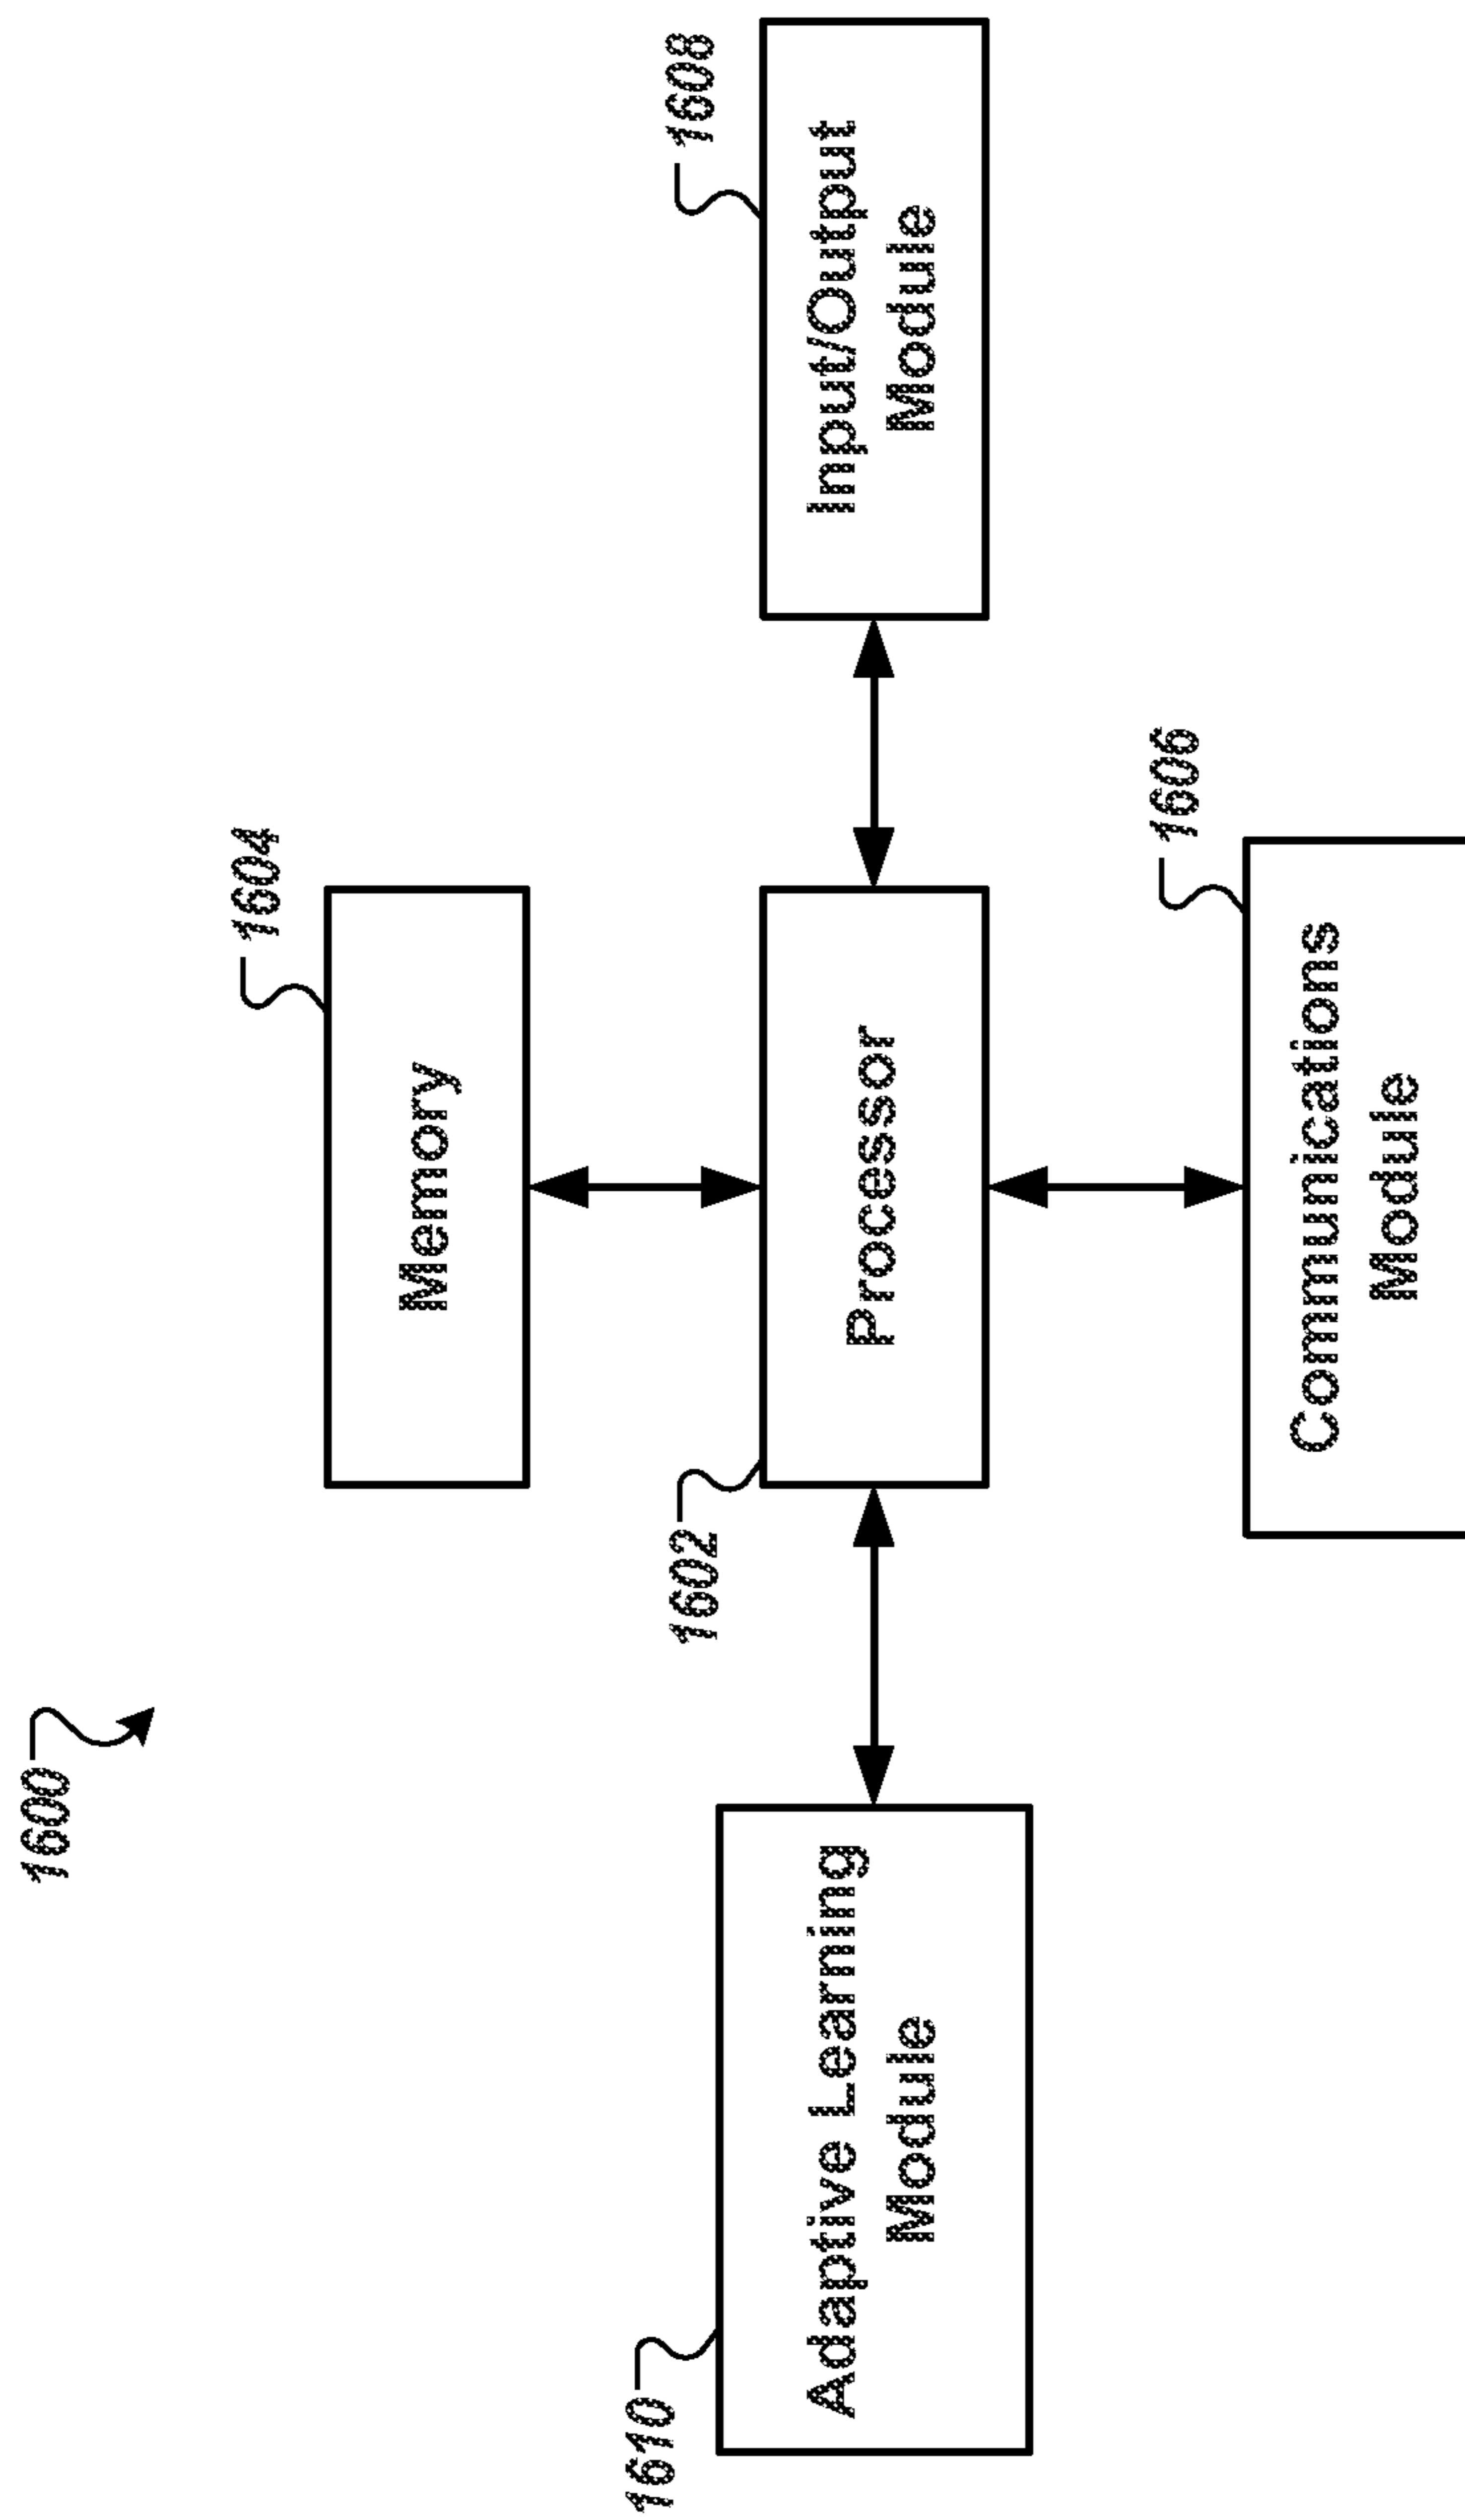 1600
1604
Memory
1610
Adaptive Learning
Module
1602
Processor
1608
Input/Output
Module
1606
Communications
Module